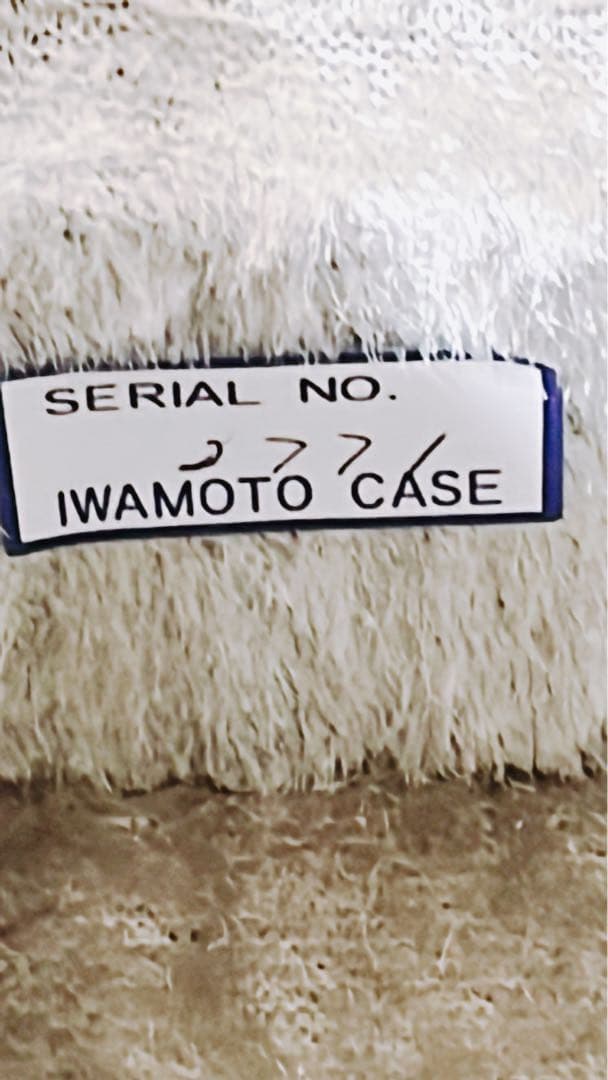 SERIAL NO.
2771
IWAMOTO CASE